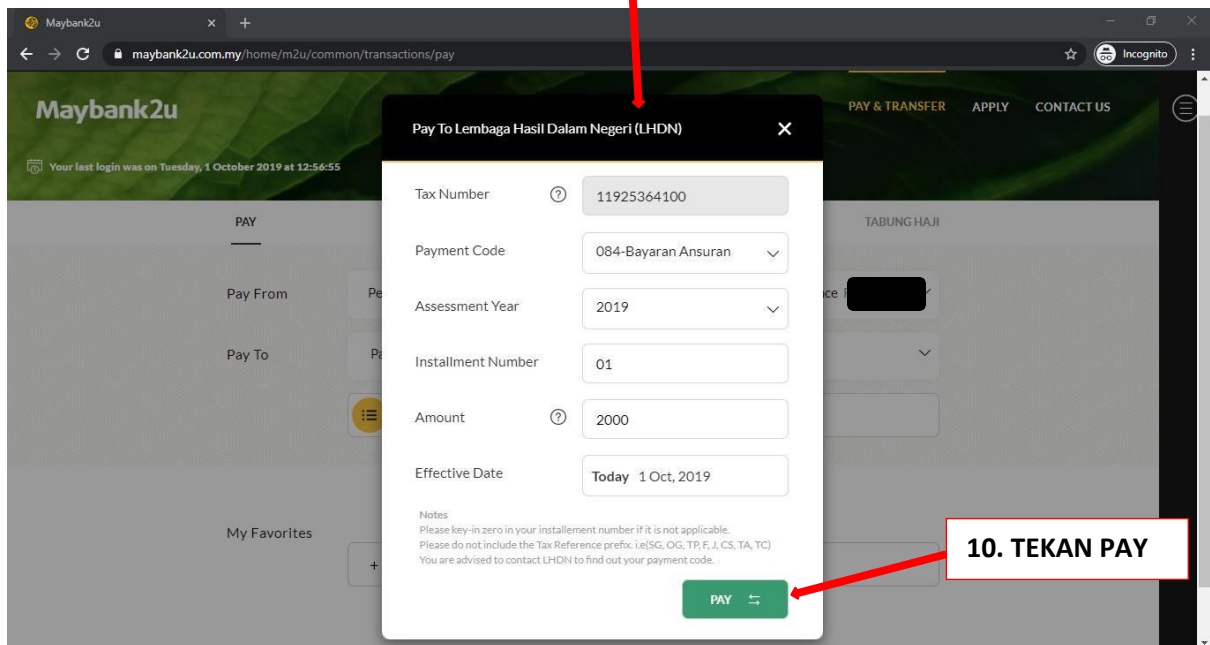 Maybank2u
maybank2u.com.my/home/m2u/common/transactions/pay
Incognito
Maybank2u
PAY & TRANSFER APPLY CONTACT US
Your last login was on Tuesday, 1 October 2019 at 12:56:55
Pay To Lembaga Hasil Dalam Negeri (LHDN)
PAY TABUNG HAJI
Tax Number 11925364100
Payment Code 084-Bayaran Ansuran
Pay From
Assessment Year 2019
Pay To
Installment Number 01
Amount 2000
Effective Date Today 1 Oct, 2019
My Favorites
Notes
Please key-in zero in your installement number if it is not applicable.
Please do not include the Tax Reference prefix. i.e(SG, OG, TP, F, J, CS, TA, TC)
You are advised to contact LHDN to find out your payment code.
PAY
10. TEKAN PAY